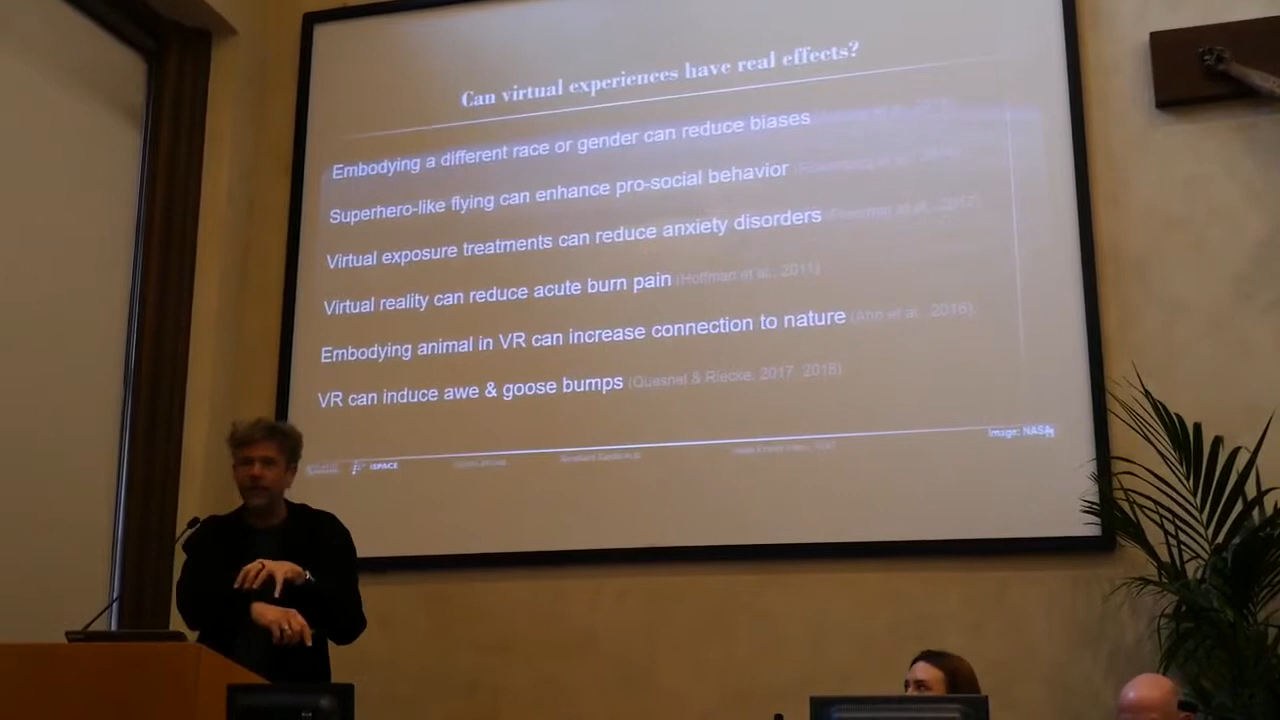 Can virtual experiences have real effects?
Embodying a different race or gender can reduce biases
Superhero-like flying can enhance pro-social behavior
Virtual exposure treatments can reduce anxiety disorders
Virtual reality can reduce acute burn pain (Hoffman et al., 2011)
Embodying animal in VR can increase connection to nature (Ahn et al., 2016)
VR can induce awe & goose bumps (Quesnel & Riecke, 2017, 2018)
Image: NASA
iSPACE